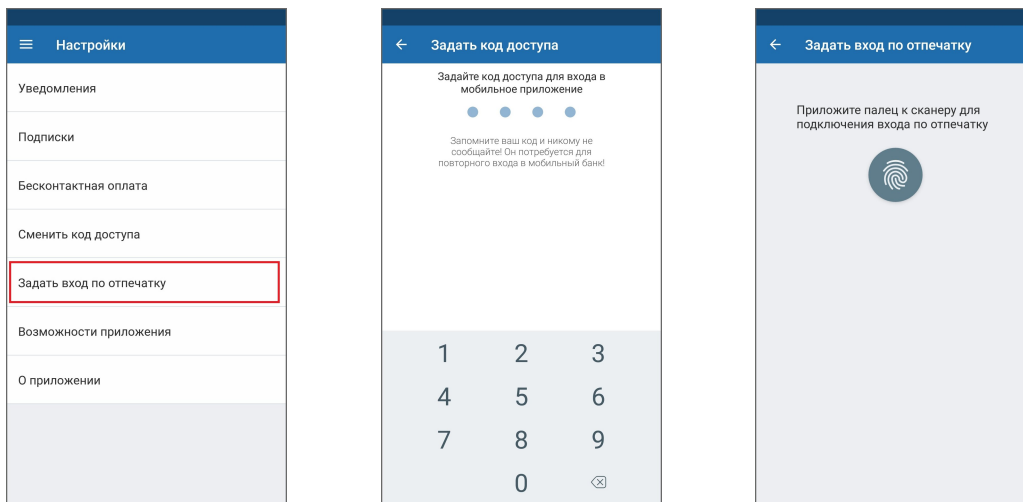 Настройки
Уведомления
Подписки
Бесконтактная оплата
Сменить код доступа
Задать вход по отпечатку
Возможности приложения
О приложении
Задать код доступа
Задайте код доступа для входа в
мобильное приложение
Запомните ваш код и никому не
сообщайте! Он потребуется для
повторного входа в мобильный банк!
1 2 3
4 5 6
7 8 9
0
Задать вход по отпечатку
Приложите палец к сканеру для
подключения входа по отпечатку